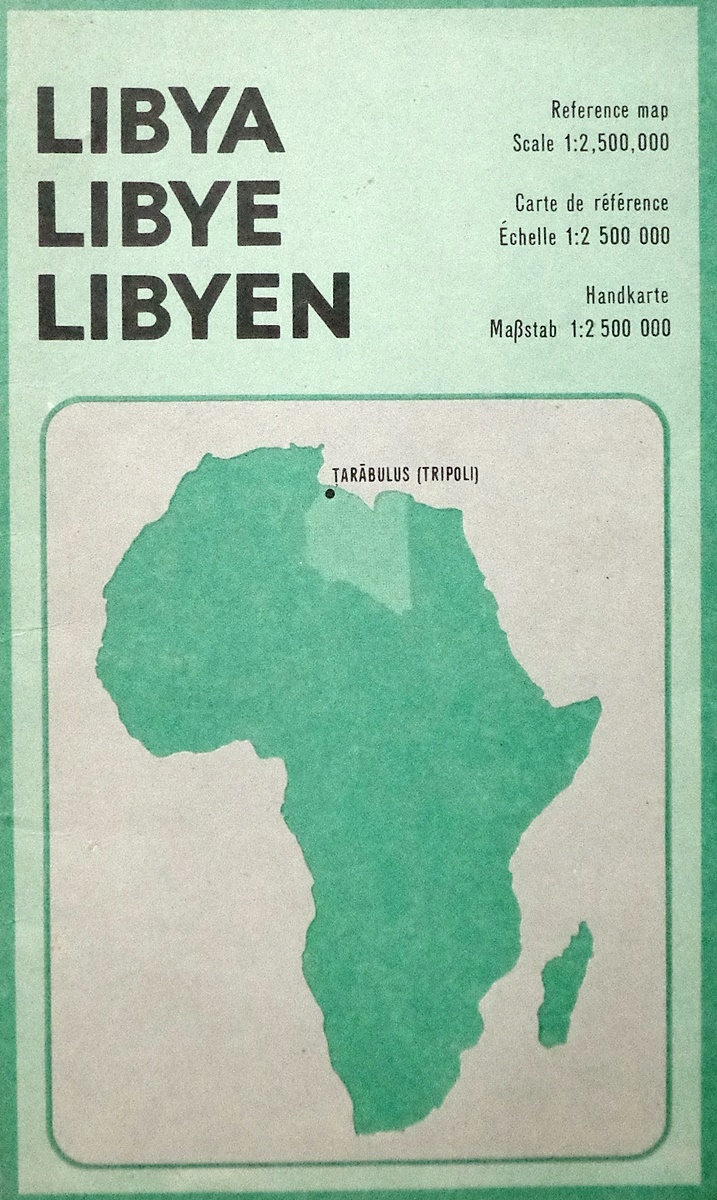 LIBYA
LIBYE
LIBYEN
Reference map
Scale 1:2,500,000
Carte de référence
Échelle 1:2 500 000
Handkarte
Maßstab 1:2 500 000
ṬARĀBULUS (TRIPOLI)